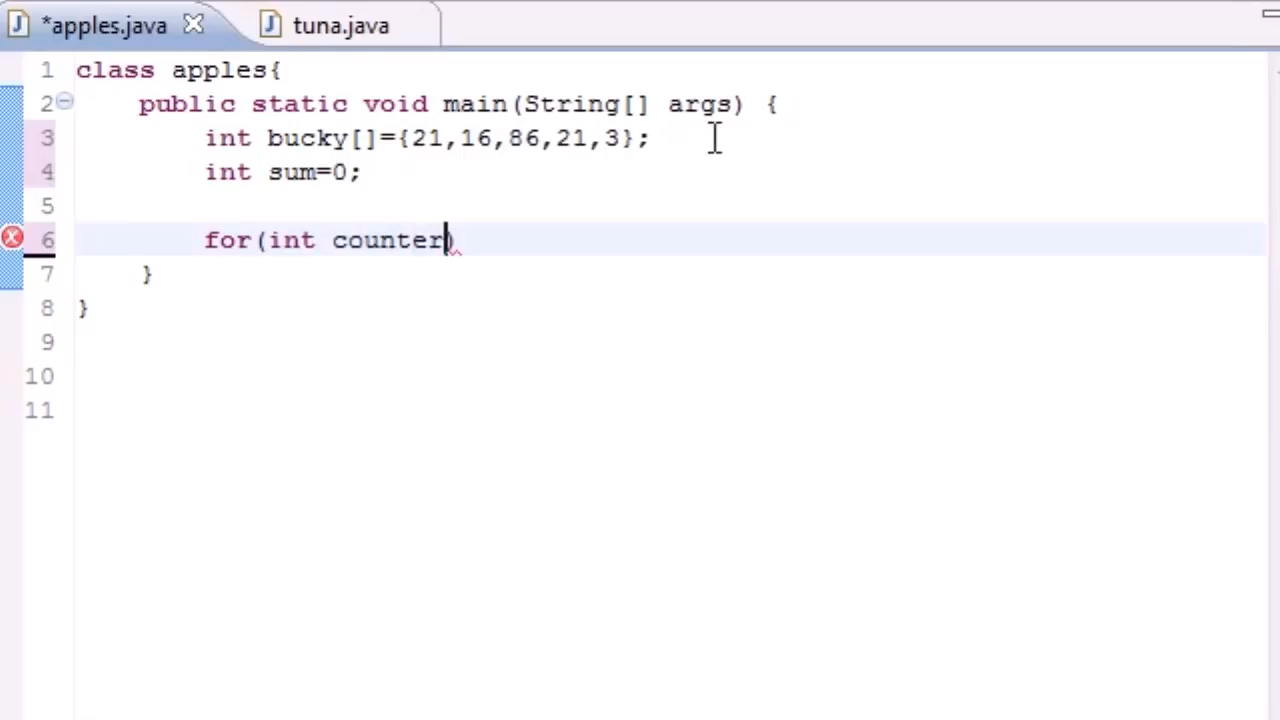 *apples.java tuna.java
1 class apples{
2 public static void main(String[] args) {
3 int bucky[]={21,16,86,21,3};
4 int sum=0;
5
6 for(int counter)
7 }
8 }
9
10
11